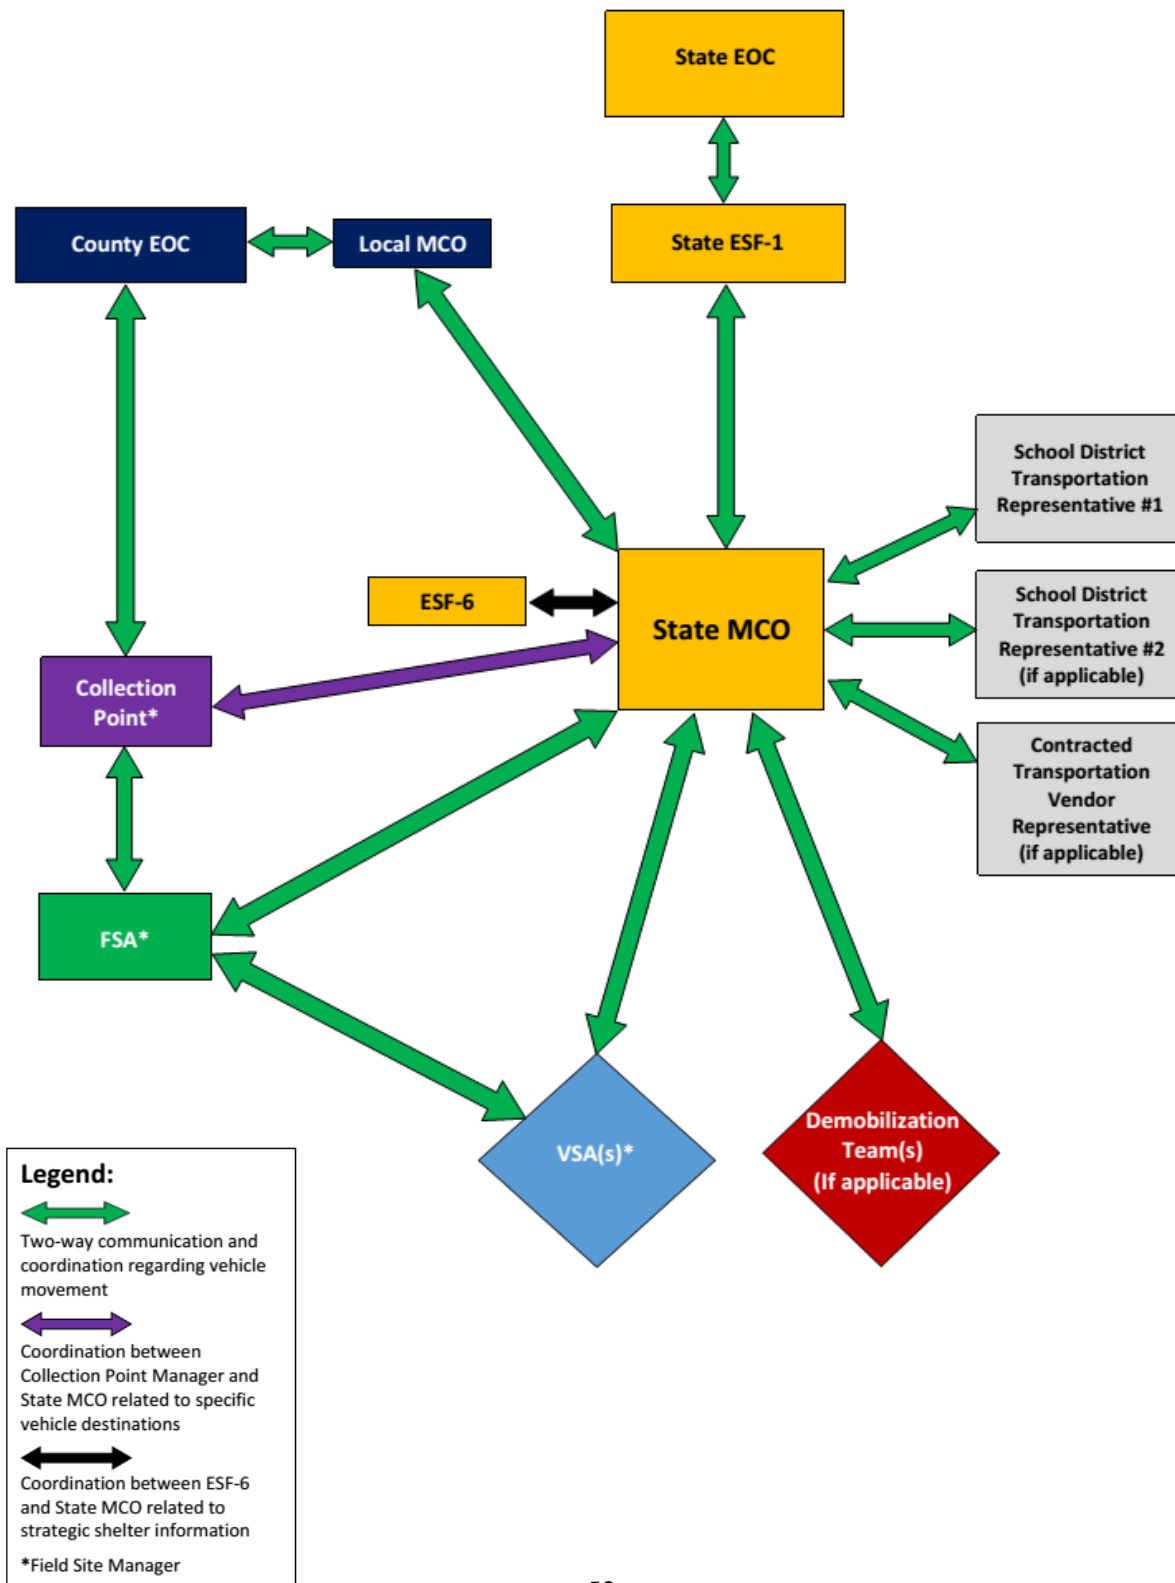 State EOC
County EOC
Local MCO
State ESF-1
School District
Transportation
Representative #1
ESF-6
State MCO
School District
Transportation
Representative #2
(if applicable)
Collection
Point*
Contracted
Transportation
Vendor
Representative
(if applicable)
FSA*
VSA(s)*
Demobilization
Team(s)
(If applicable)
Legend:
Two-way communication and
coordination regarding vehicle
movement
Coordination between
Collection Point Manager and
State MCO related to specific
vehicle destinations
Coordination between ESF-6
and State MCO related to
strategic shelter information
*Field Site Manager